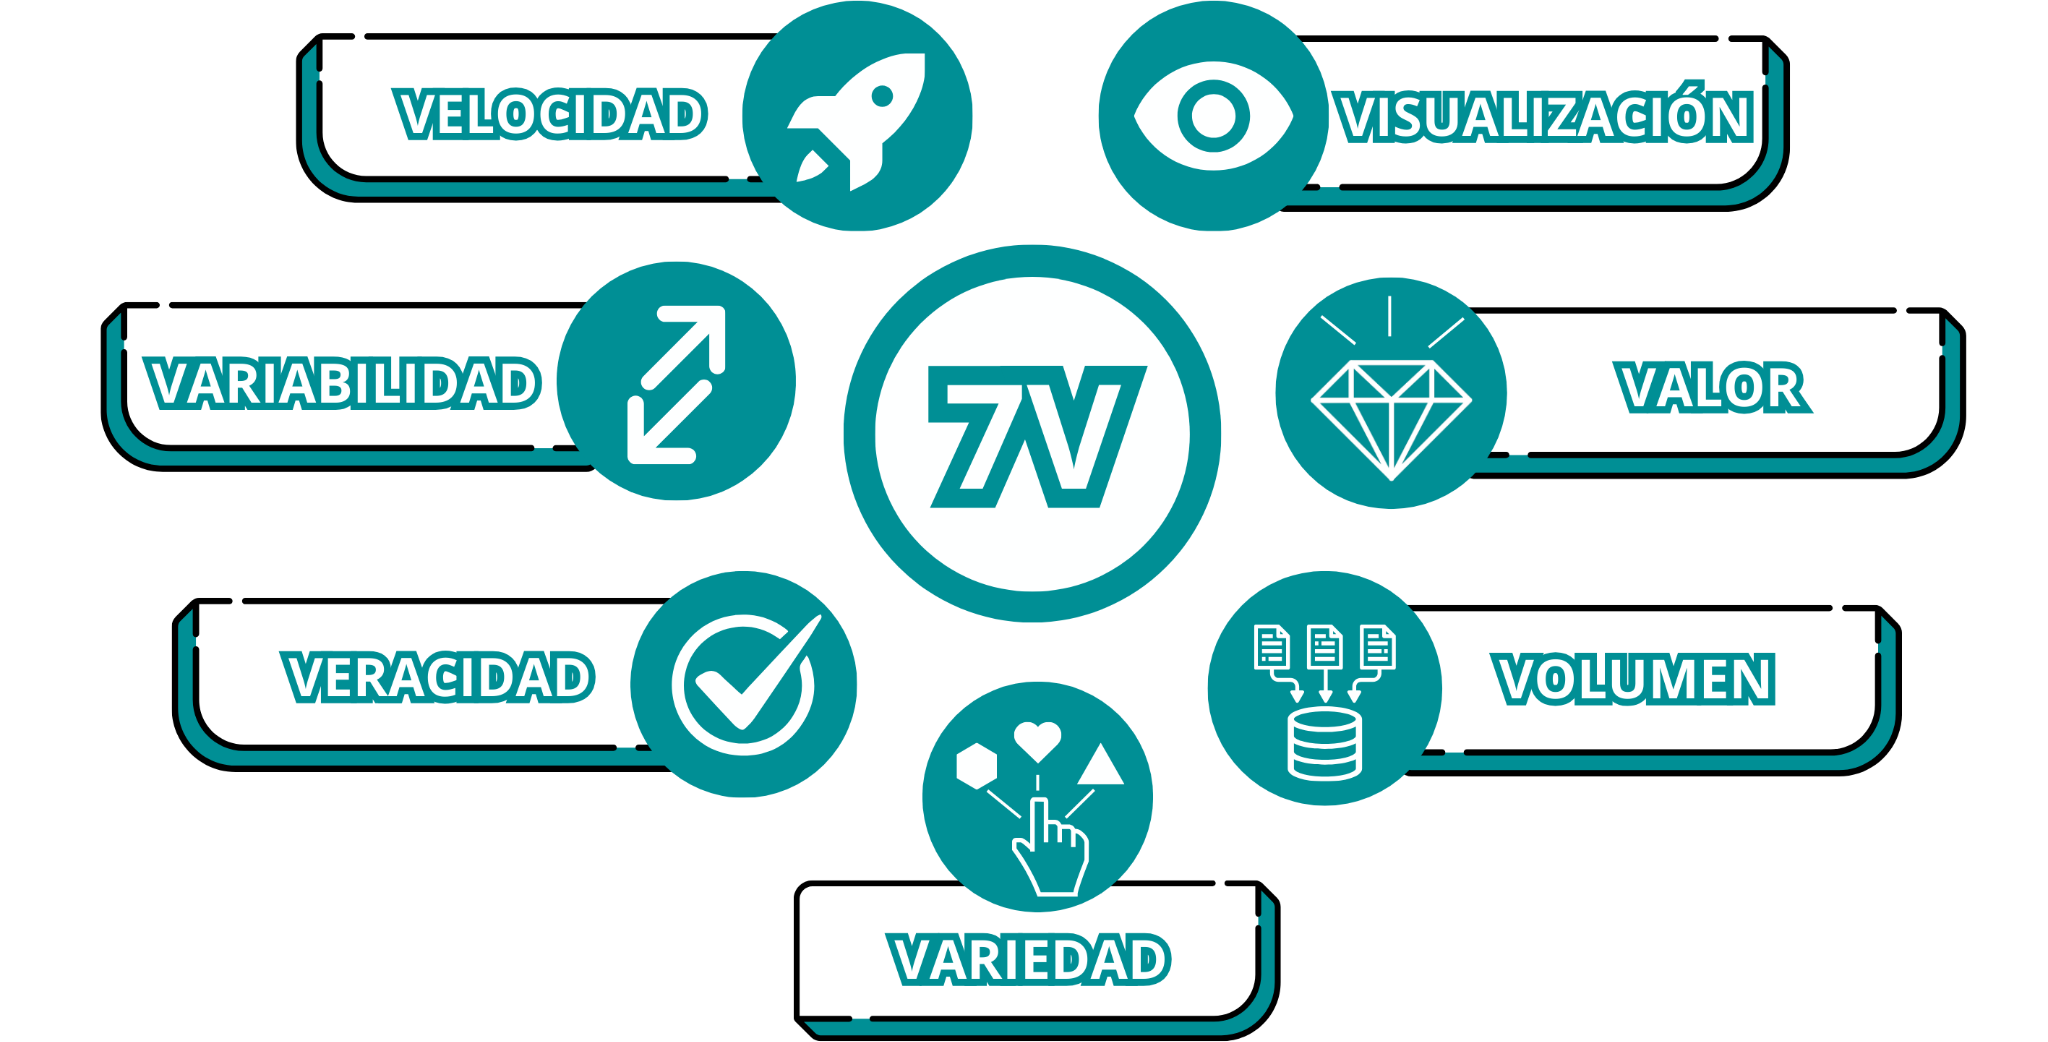 VELOCIDAD
VISUALIZACIÓN
VARIABILIDAD
7V
VALOR
VERACIDAD
VOLUMEN
VARIEDAD